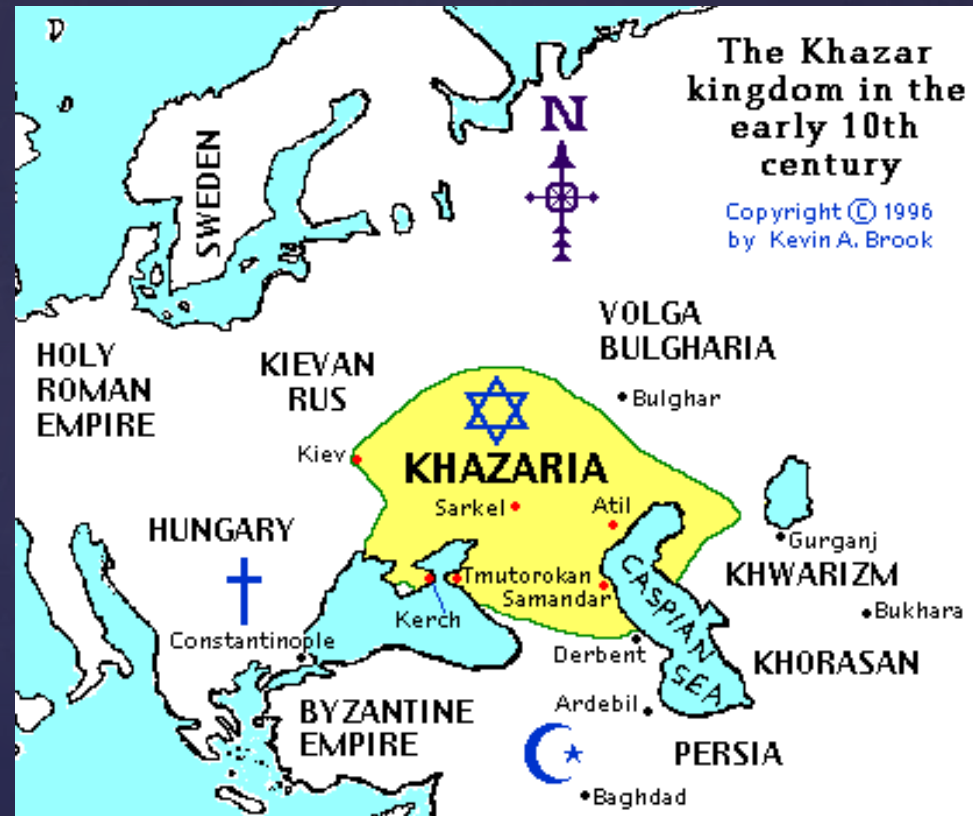 The Khazar
kingdom in the
early 10th
century
Copyright © 1996
by Kevin A. Brook
N
SWEDEN
HOLY
ROMAN
EMPIRE
KIEVAN
RUS
VOLGA
BULGHARIA
Bulghar
Kiev
KHAZARIA
Sarkel
Atil
HUNGARY
Gurganj
KHWARIZM
Tmutorokan
Samandar
Kerch
CASPIAN
SEA
Bukhara
Constantinople
Derbent
KHORASAN
Ardebil
BYZANTINE
EMPIRE
PERSIA
Baghdad